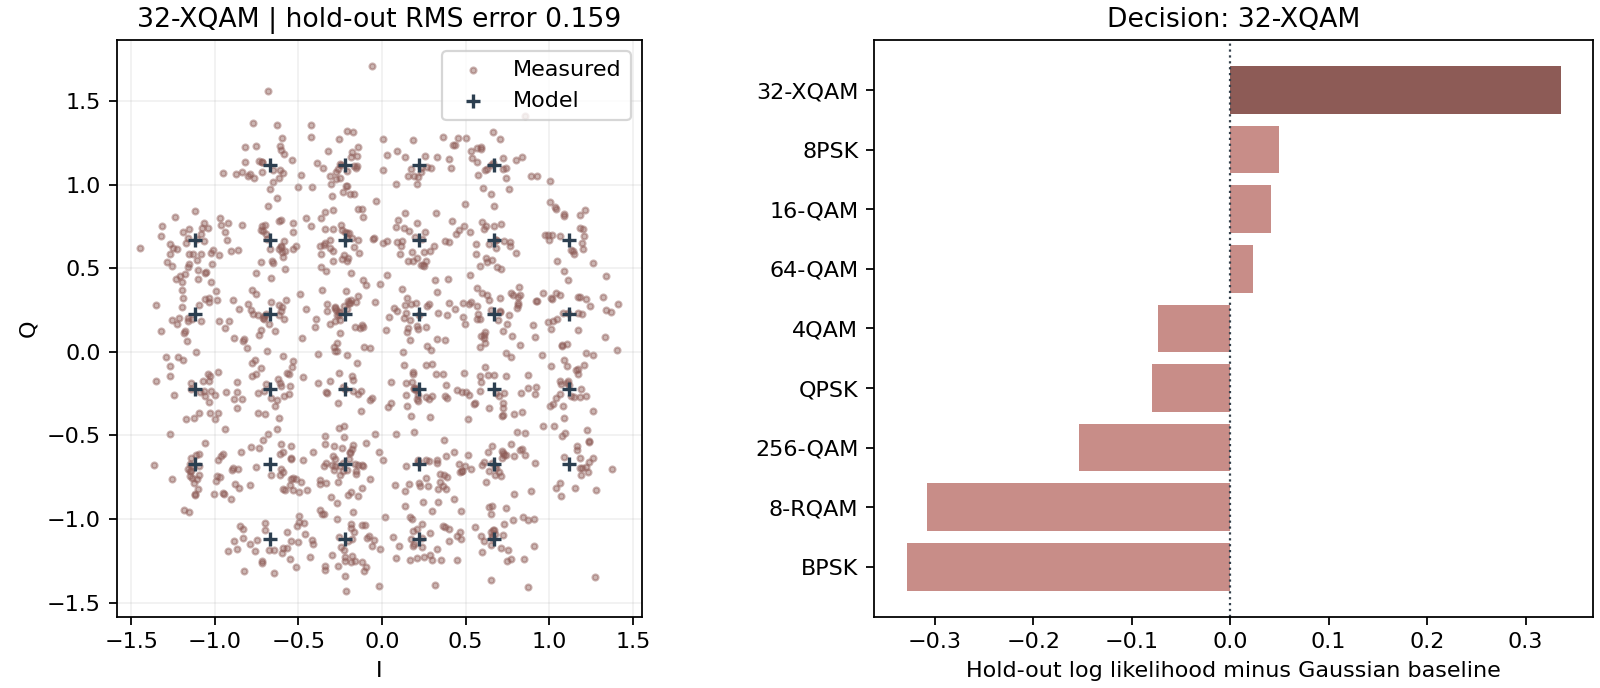 32-XQAM | hold-out RMS error 0.159
Measured
Model
1.5
1.0
0.5
0.0
−0.5
−1.0
−1.5
Q
−1.5
−1.0
−0.5
0.0
0.5
1.0
1.5
I
Decision: 32-XQAM
32-XQAM
8PSK
16-QAM
64-QAM
4QAM
QPSK
256-QAM
8-RQAM
BPSK
−0.3
−0.2
−0.1
0.0
0.1
0.2
0.3
Hold-out log likelihood minus Gaussian baseline